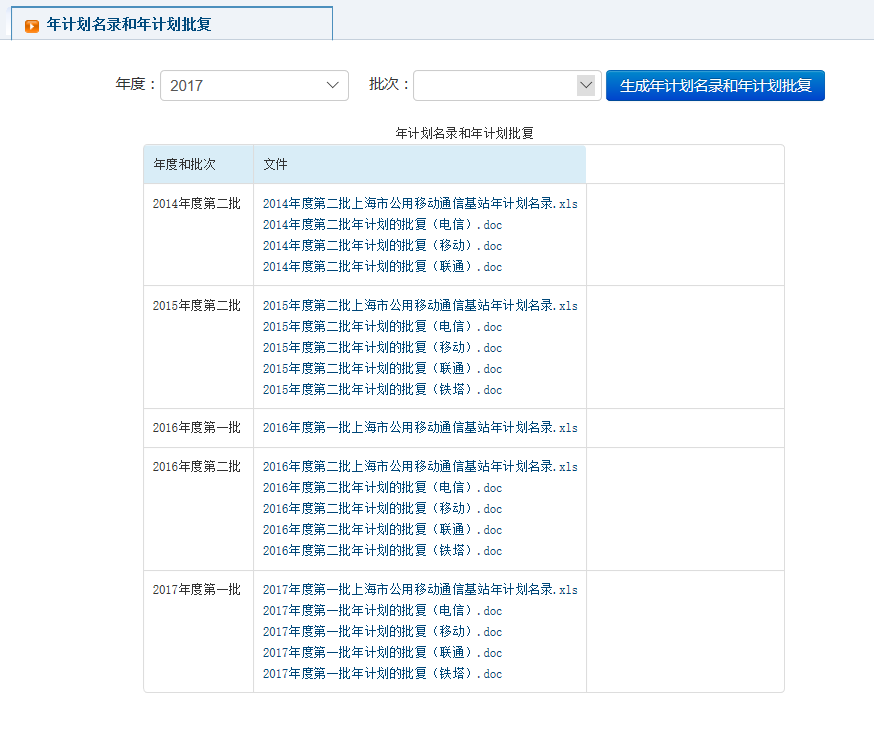 年计划名录和年计划批复
年度： 2017 批次： 生成年计划名录和年计划批复
年计划名录和年计划批复
年度和批次 文件
2014年度第二批 2014年度第二批上海市公用移动通信基站年计划名录.xls
2014年度第二批年计划的批复（电信）.doc
2014年度第二批年计划的批复（移动）.doc
2014年度第二批年计划的批复（联通）.doc
2015年度第二批 2015年度第二批上海市公用移动通信基站年计划名录.xls
2015年度第二批年计划的批复（电信）.doc
2015年度第二批年计划的批复（移动）.doc
2015年度第二批年计划的批复（联通）.doc
2015年度第二批年计划的批复（铁塔）.doc
2016年度第一批 2016年度第一批上海市公用移动通信基站年计划名录.xls
2016年度第二批 2016年度第二批上海市公用移动通信基站年计划名录.xls
2016年度第二批年计划的批复（电信）.doc
2016年度第二批年计划的批复（移动）.doc
2016年度第二批年计划的批复（联通）.doc
2016年度第二批年计划的批复（铁塔）.doc
2017年度第一批 2017年度第一批上海市公用移动通信基站年计划名录.xls
2017年度第一批年计划的批复（电信）.doc
2017年度第一批年计划的批复（移动）.doc
2017年度第一批年计划的批复（联通）.doc
2017年度第一批年计划的批复（铁塔）.doc